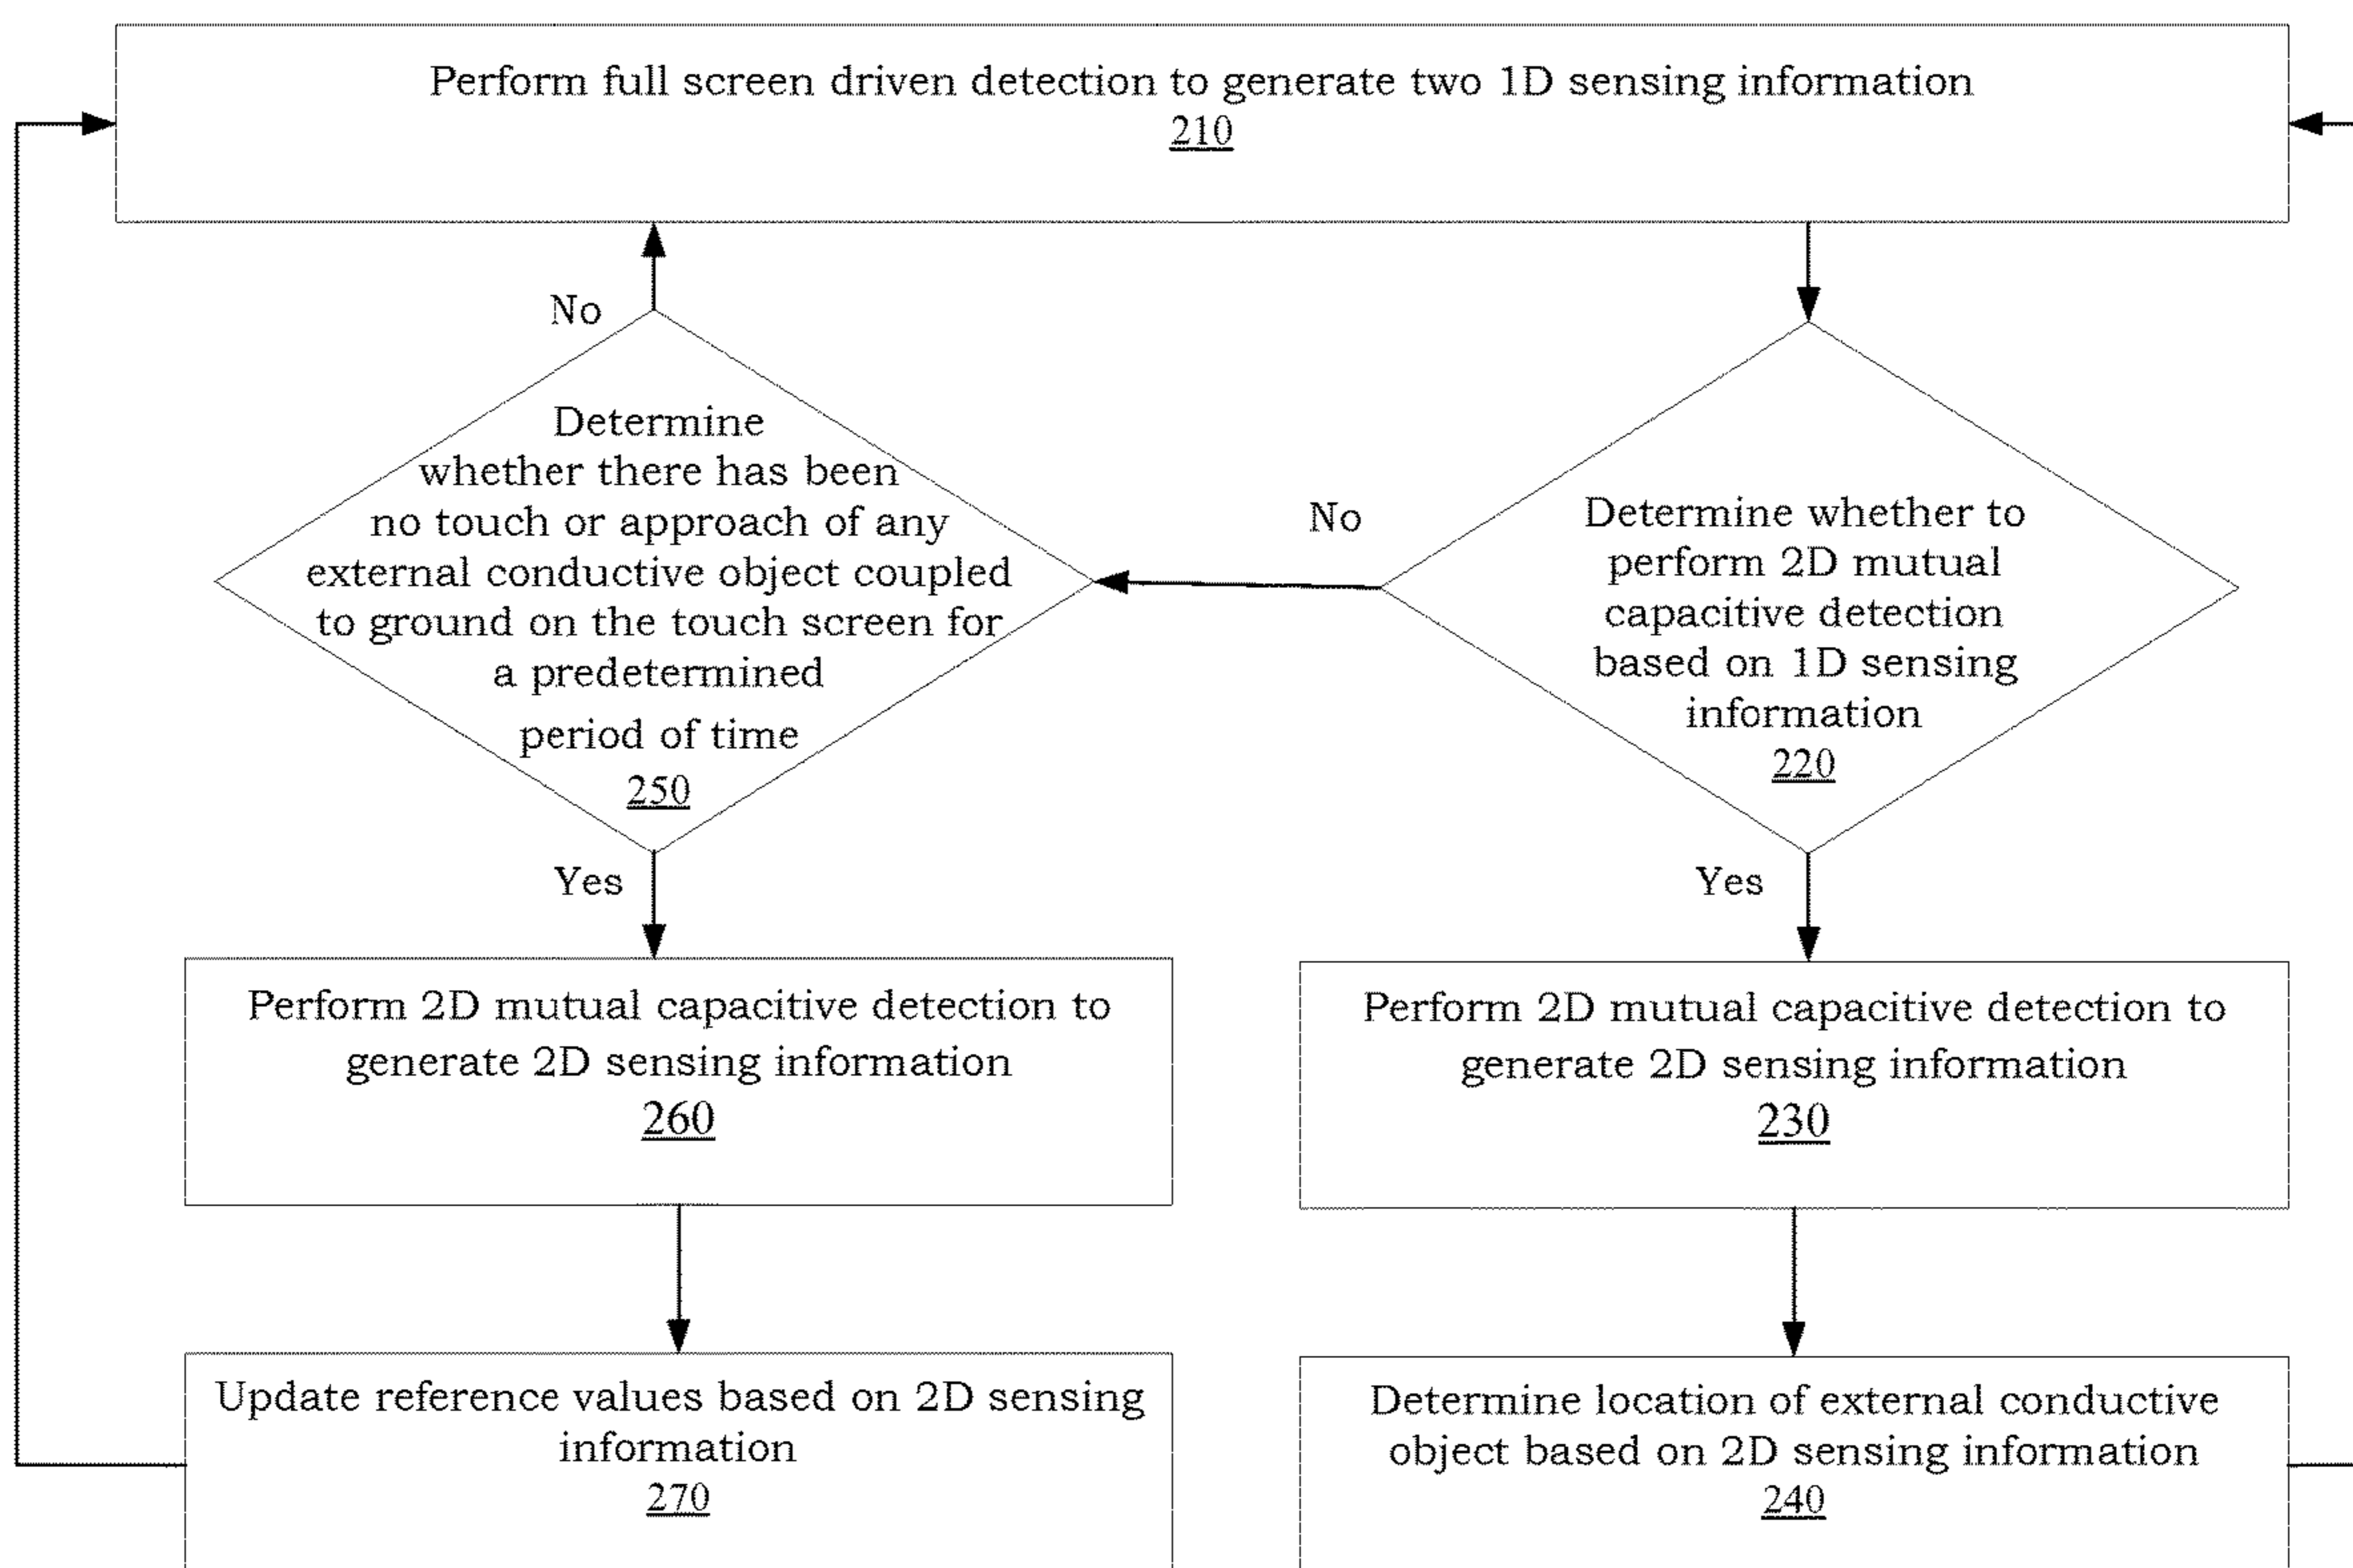 Perform full screen driven detection to generate two 1D sensing information
210
No
Determine
whether there has been
no touch or approach of any
external conductive object coupled
to ground on the touch screen for
a predetermined
period of time
250
No
Determine whether to
perform 2D mutual
capacitive detection
based on 1D sensing
information
220
Yes
Yes
Perform 2D mutual capacitive detection to
generate 2D sensing information
260
Perform 2D mutual capacitive detection to
generate 2D sensing information
230
Update reference values based on 2D sensing
information
270
Determine location of external conductive
object based on 2D sensing information
240